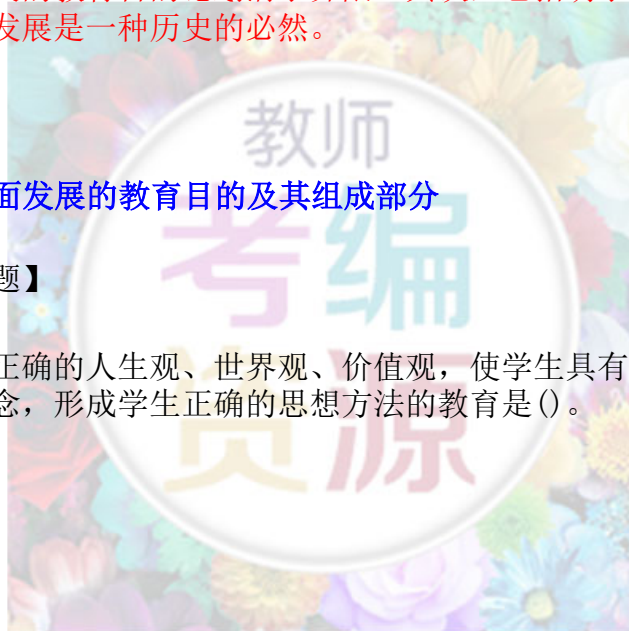 发展是一种历史的必然。
教师
面发展的教育目的及其组成部分
考编
题】
正确的人生观、世界观、价值观，使学生具有
念，形成学生正确的思想方法的教育是()。
资源